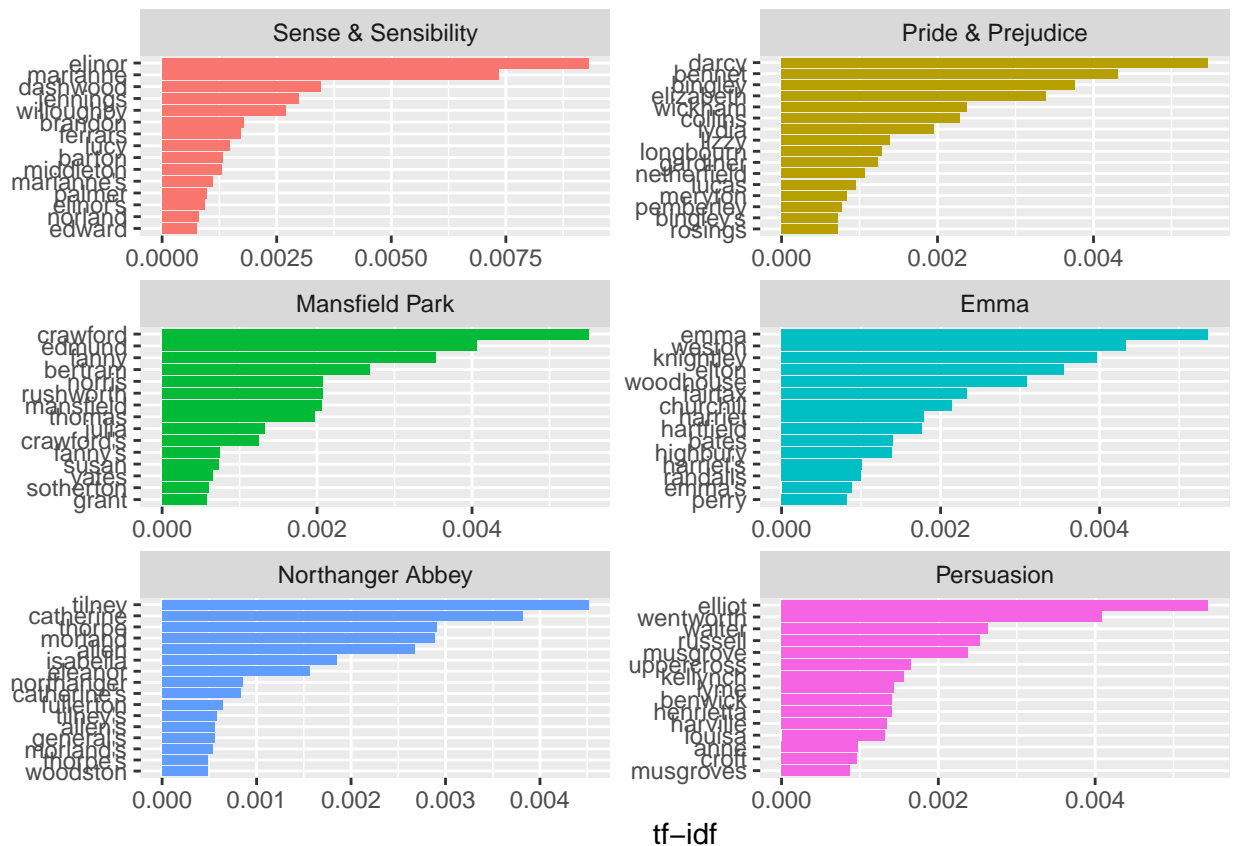 Sense & Sensibility
elinor
marianne
dashwood
jennings
willoughby
brandon
ferrars
lucy
barton
middleton
marianne's
palmer
elinor's
norland
edward
0.0000 0.0025 0.0050 0.0075
Pride & Prejudice
darcy
bennet
bingley
elizabeth
wickham
collins
lydia
lizzy
longbourn
gardiner
netherfield
lucas
meryton
pemberley
bingley's
rosings
0.000 0.002 0.004
Mansfield Park
crawford
edmund
fanny
bertram
norris
rushworth
mansfield
thomas
julia
crawford's
fanny's
susan
yates
sotherton
grant
0.000 0.002 0.004
Emma
emma
weston
knightley
elton
woodhouse
fairfax
churchill
harriet
hartfield
bates
highbury
harriet's
randalls
emma's
perry
0.000 0.002 0.004
Northanger Abbey
tilney
catherine
thorpe
morland
allen
isabella
eleanor
northanger
catherine's
fullerton
tilney's
allen's
general's
morland's
thorpe's
woodston
0.000 0.001 0.002 0.003 0.004
Persuasion
elliot
wentworth
walter
russell
musgrove
uppercross
kellynch
lyme
benwick
henrietta
harville
louisa
anne
croft
musgroves
0.000 0.002 0.004
tf−idf